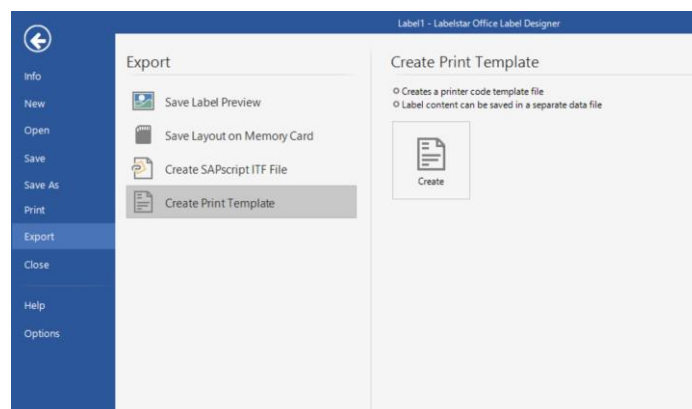 Label1 - Labelstar Office Label Designer
Info
New
Open
Save
Save As
Print
Export
Close
Help
Options
Export
Save Label Preview
Save Layout on Memory Card
Create SAPscript ITF File
Create Print Template
Create Print Template
Creates a printer code template file
Label content can be saved in a separate data file
Create